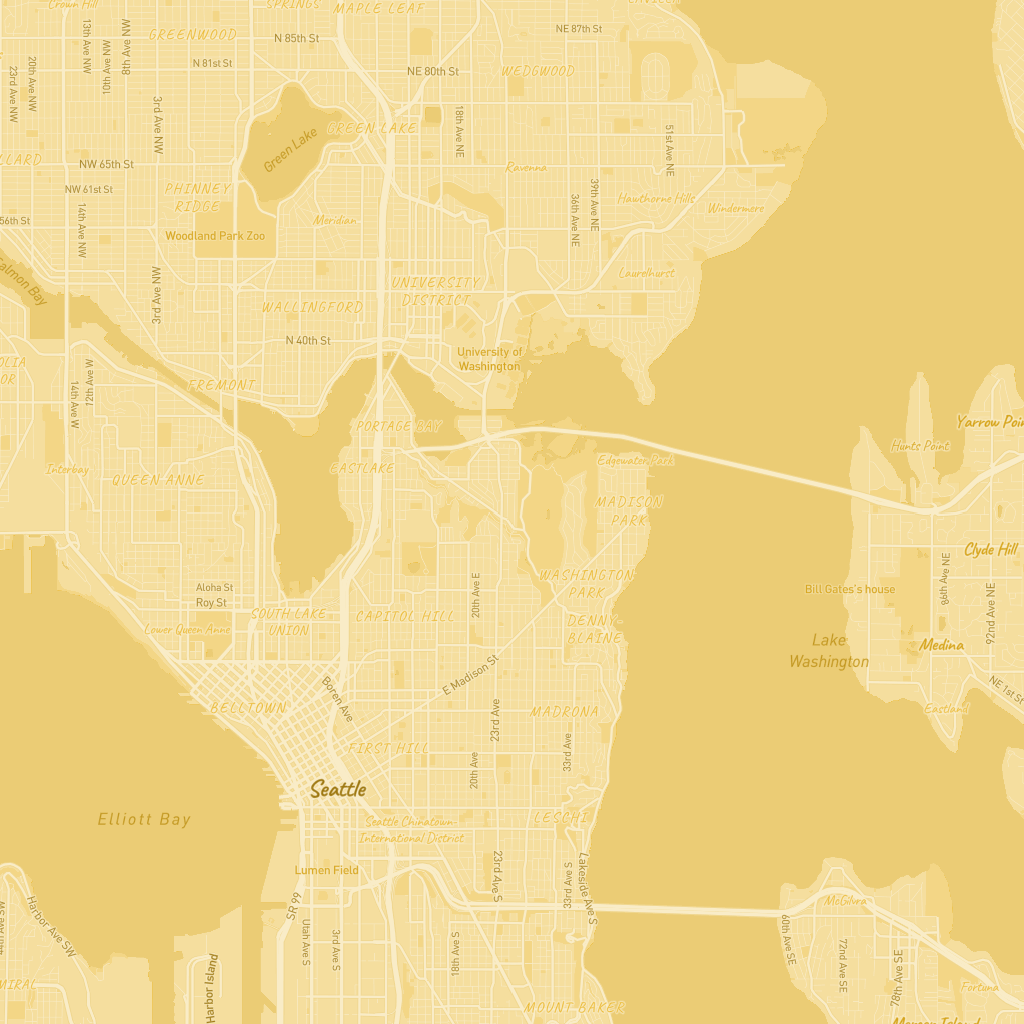 Crown Hill
SPRINGS
MAPLE LEAF
GREENWOOD
N 85th St
NE 87th St
13th Ave NW
8th Ave NW
10th Ave NW
20th Ave NW
23rd Ave NW
N 81st St
NE 80th St
WEDGWOOD
3rd Ave NW
18th Ave NE
51st Ave NE
Green Lake
GREEN LAKE
NW 65th St
Ravenna
NW 61st St
PHINNEY
RIDGE
36th Ave NE
39th Ave NE
Hawthorne Hills
Windermere
56th St
14th Ave NW
Meridian
Woodland Park Zoo
Salmon Bay
3rd Ave NW
UNIVERSITY
DISTRICT
Laurelhurst
WALLINGFORD
N 40th St
University of
Washington
14th Ave W
12th Ave W
FREMONT
PORTAGE BAY
Yarrow Poin
Hunts Point
Interbay
QUEEN ANNE
EASTLAKE
Edgewater Park
MADISON
PARK
Clyde Hill
Aloha St
Roy St
20th Ave E
WASHINGTON
PARK
86th Ave NE
92nd Ave NE
Bill Gates's house
SOUTH LAKE
UNION
CAPITOL HILL
Lower Queen Anne
DENNY-
BLAINE
Lake
Washington
Medina
E Madison St
Boren Ave
NE 1st St
BELLTOWN
23rd Ave
MADRONA
Eastland
FIRST HILL
20th Ave
33rd Ave
Seattle
Elliott Bay
Seattle Chinatown-
International District
LESCHI
Lumen Field
23rd Ave S
33rd Ave S
Lakeside Ave S
SR 99
McGilvra
Harbor Ave SW
44th Ave SW
Utah Ave S
3rd Ave S
18th Ave S
60th Ave SE
72nd Ave SE
78th Ave SE
Harbor Island
MIRAL
Fortuna
MOUNT BAKER
Mercer Island